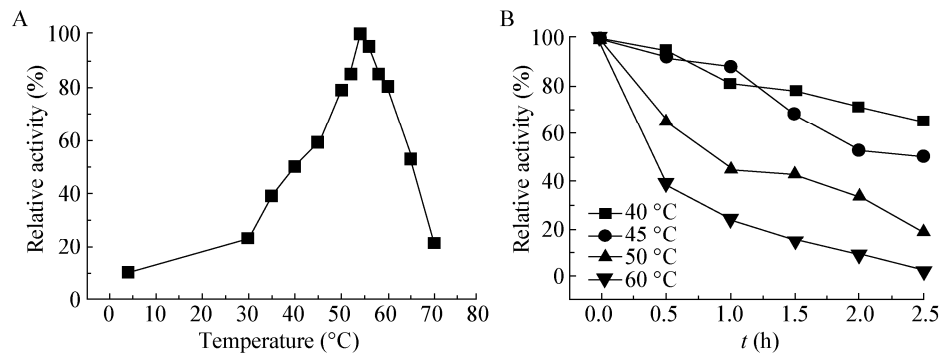 A
Relative activity (%)
100
80
60
40
20
0
0 10 20 30 40 50 60 70 80
Temperature (°C)
B
Relative activity (%)
100
80
60
40
20
0
40 °C
45 °C
50 °C
60 °C
0.0 0.5 1.0 1.5 2.0 2.5
t (h)